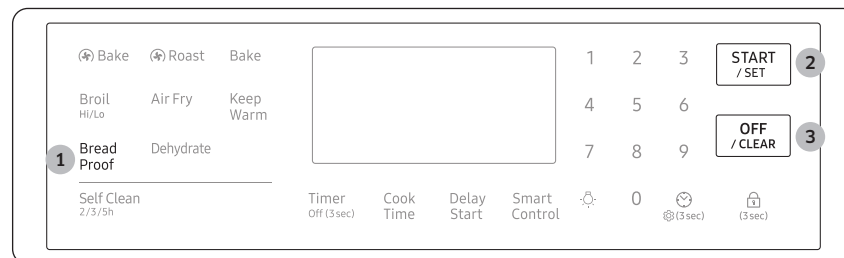 Bake Roast Bake 1 2 3 START / SET 2
Broil Hi/Lo Air Fry Keep Warm 4 5 6
1 Bread Proof Dehydrate 7 8 9 OFF / CLEAR 3
Self Clean 2/3/5h Timer Off (3 sec) Cook Time Delay Start Smart Control 0 (3 sec) (3 sec)